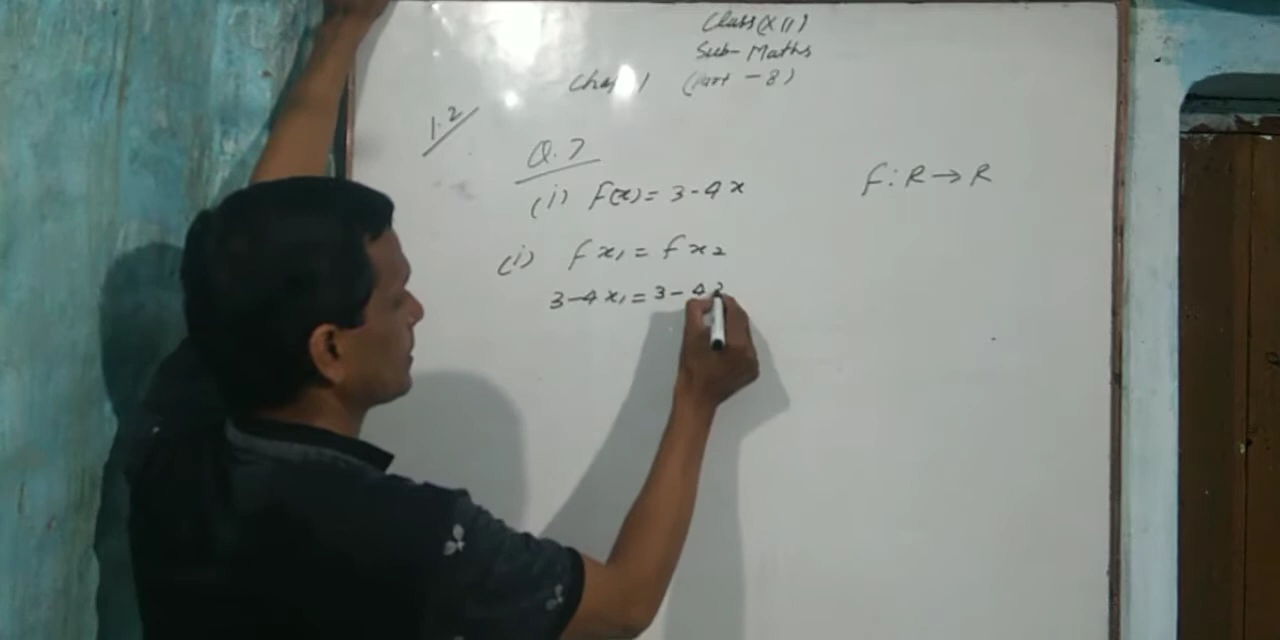 Class (XII)
Sub- Maths
Chap 1 (Part - 8)
1.2
Q.7
(i) f(x) = 3-4x
f: R → R
(i) f x₁ = f x₂
3-4x₁ = 3-4